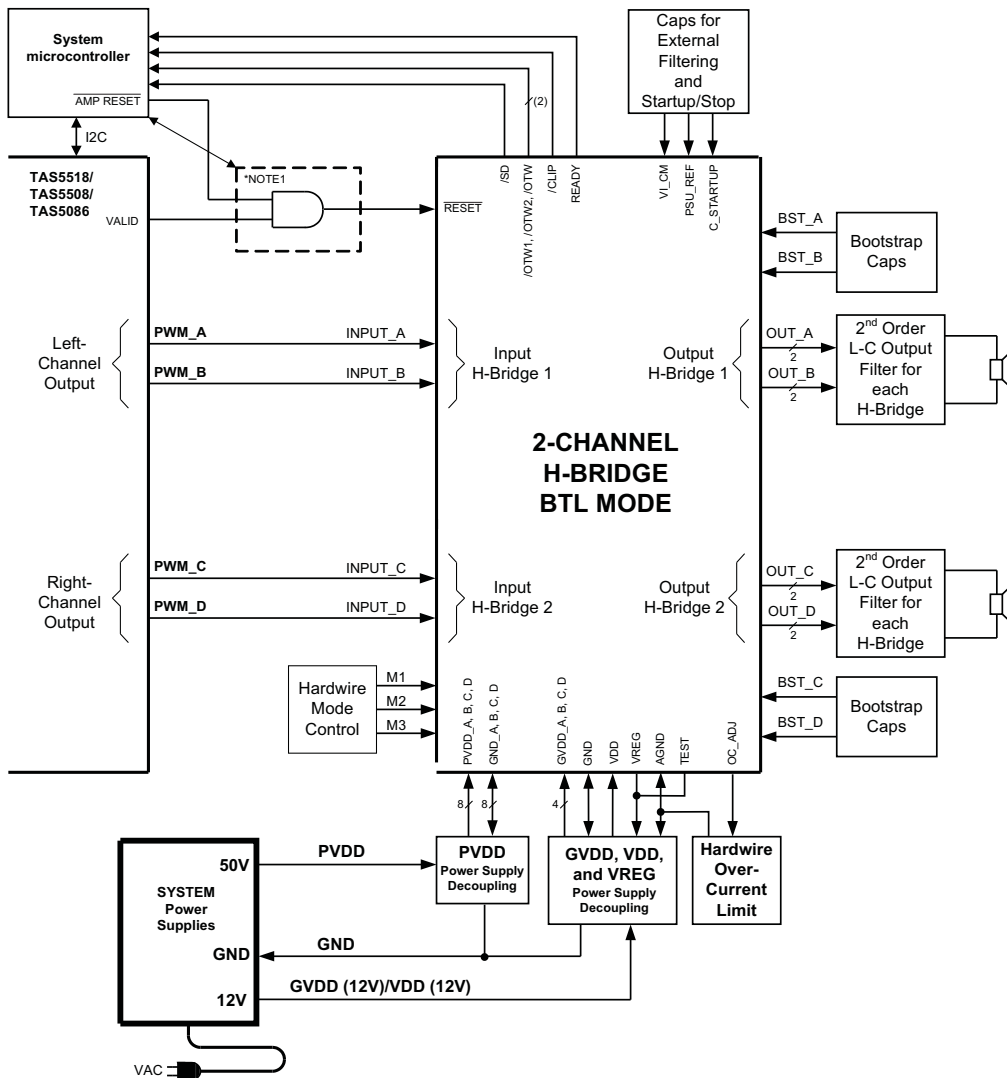 System
microcontroller
AMP RESET
I2C
TAS5518/
TAS5508/
TAS5086
VALID
*NOTE1
Caps for
External
Filtering
and
Startup/Stop
(2)
/SD
/OTW1, /OTW2, /OTW
/CLIP
READY
VI_CM
PSU_REF
C_STARTUP
RESET
BST_A
BST_B
Bootstrap
Caps
Left-
Channel
Output
PWM_A
INPUT_A
PWM_B
INPUT_B
Input
H-Bridge 1
Output
H-Bridge 1
OUT_A
2
OUT_B
2
2nd Order
L-C Output
Filter for
each
H-Bridge
2-CHANNEL
H-BRIDGE
BTL MODE
Right-
Channel
Output
PWM_C
INPUT_C
PWM_D
INPUT_D
Input
H-Bridge 2
Output
H-Bridge 2
OUT_C
2
OUT_D
2
2nd Order
L-C Output
Filter for
each
H-Bridge
Hardwire
Mode
Control
M1
M2
M3
PVDD_A, B, C, D
GND_A, B, C, D
GVDD_A, B, C, D
GND
VDD
VREG
AGND
TEST
OC_ADJ
BST_C
BST_D
Bootstrap
Caps
8
8
4
PVDD
Power Supply
Decoupling
GVDD, VDD,
and VREG
Power Supply
Decoupling
Hardwire
Over-
Current
Limit
SYSTEM
Power
Supplies
50V
PVDD
GND
GND
12V
GVDD (12V)/VDD (12V)
VAC